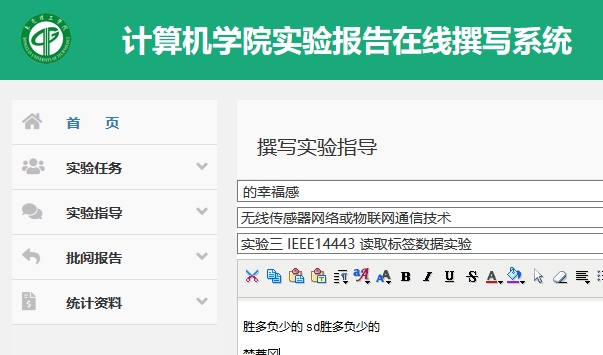 计算机学院实验报告在线撰写系统
首 页
实验任务
实验指导
批阅报告
统计资料
撰写实验指导
的幸福感
无线传感器网络或物联网通信技术
实验三 IEEE14443 读取标签数据实验
胜多负少的 sd胜多负少的